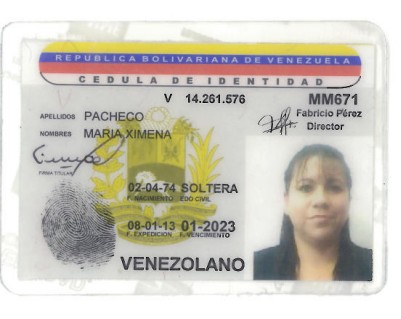 REPUBLICA BOLIVARIANA DE VENEZUELA
CEDULA DE IDENTIDAD
V 14.261.576
MM671
Fabricio Pérez
Director
APELLIDOS PACHECO
NOMBRES MARIA XIMENA
FIRMA TITULAR
02-04-74 SOLTERA
F. NACIMIENTO EDO CIVIL
08-01-13 01-2023
F. EXPEDICION F. VENCIMIENTO
VENEZOLANO